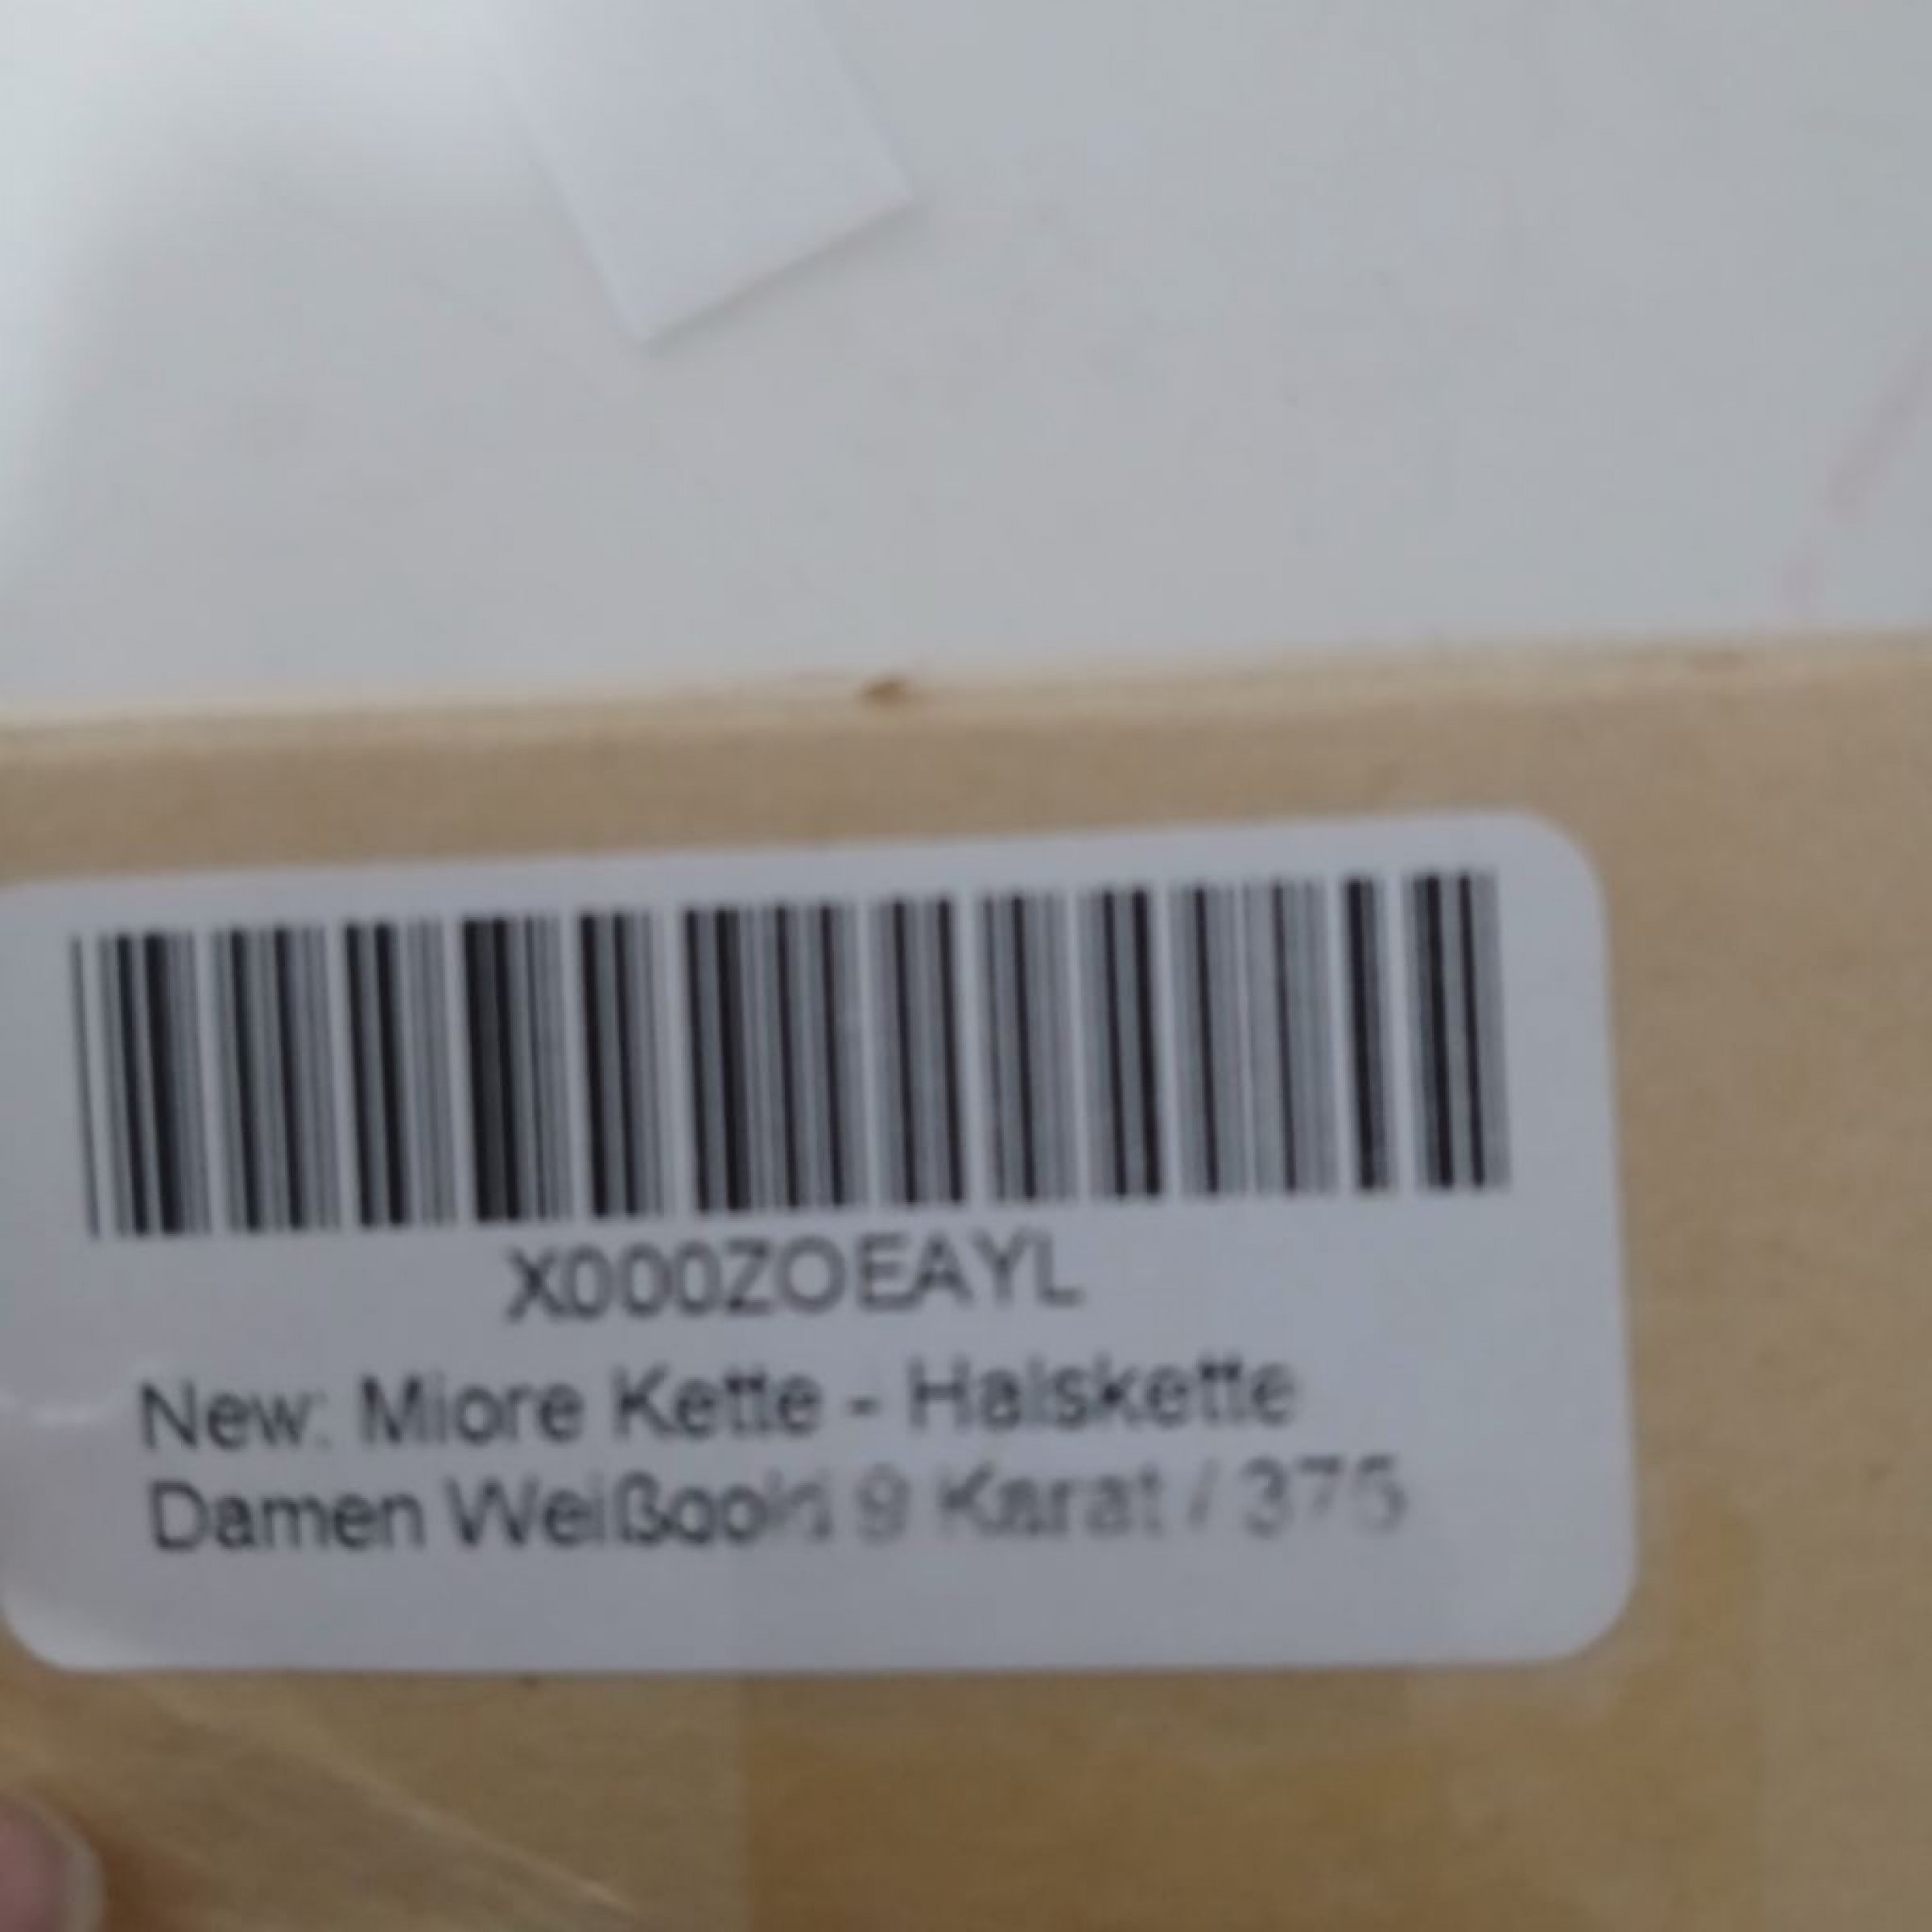 X000ZOEAYL
New: Miore Kette - Halskette
Damen Weißgold 9 Karat / 375